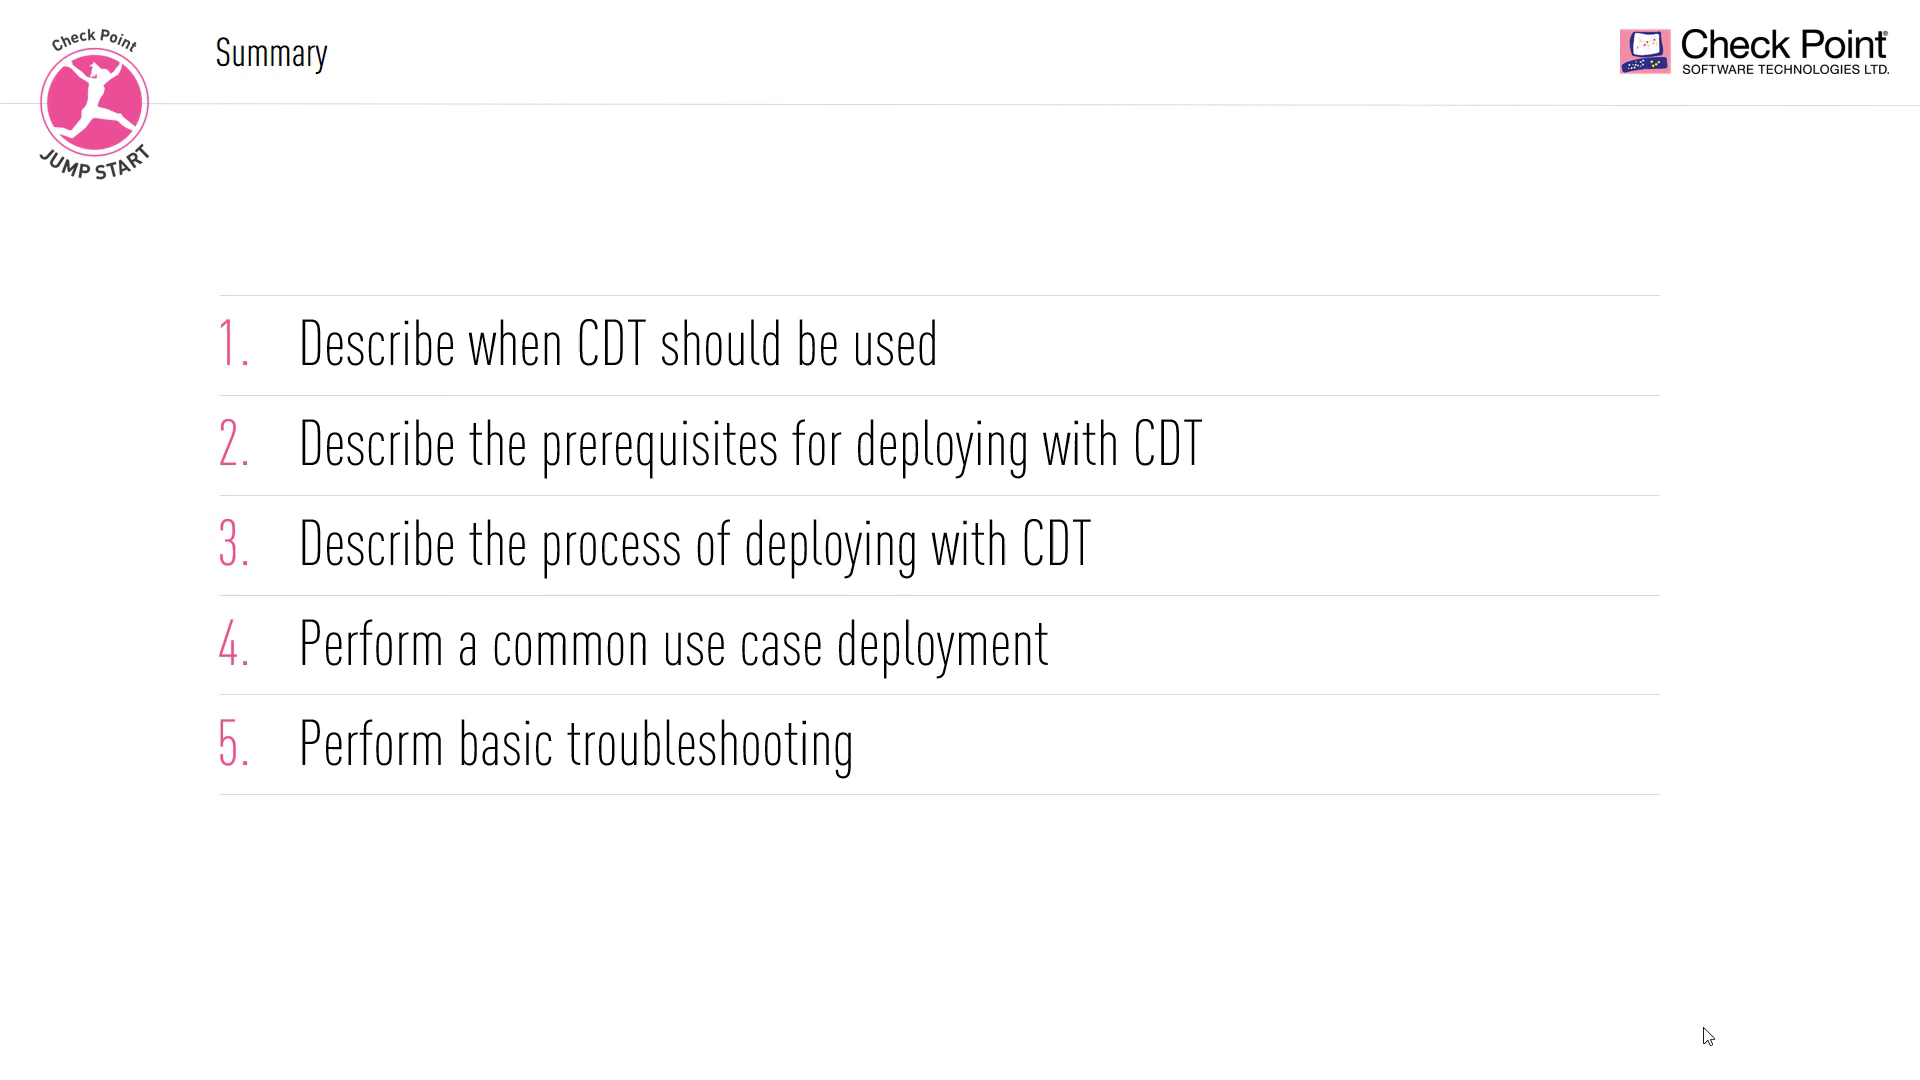 Check Point
JUMP START
Summary
Check Point
SOFTWARE TECHNOLOGIES LTD.
1. Describe when CDT should be used
2. Describe the prerequisites for deploying with CDT
3. Describe the process of deploying with CDT
4. Perform a common use case deployment
5. Perform basic troubleshooting